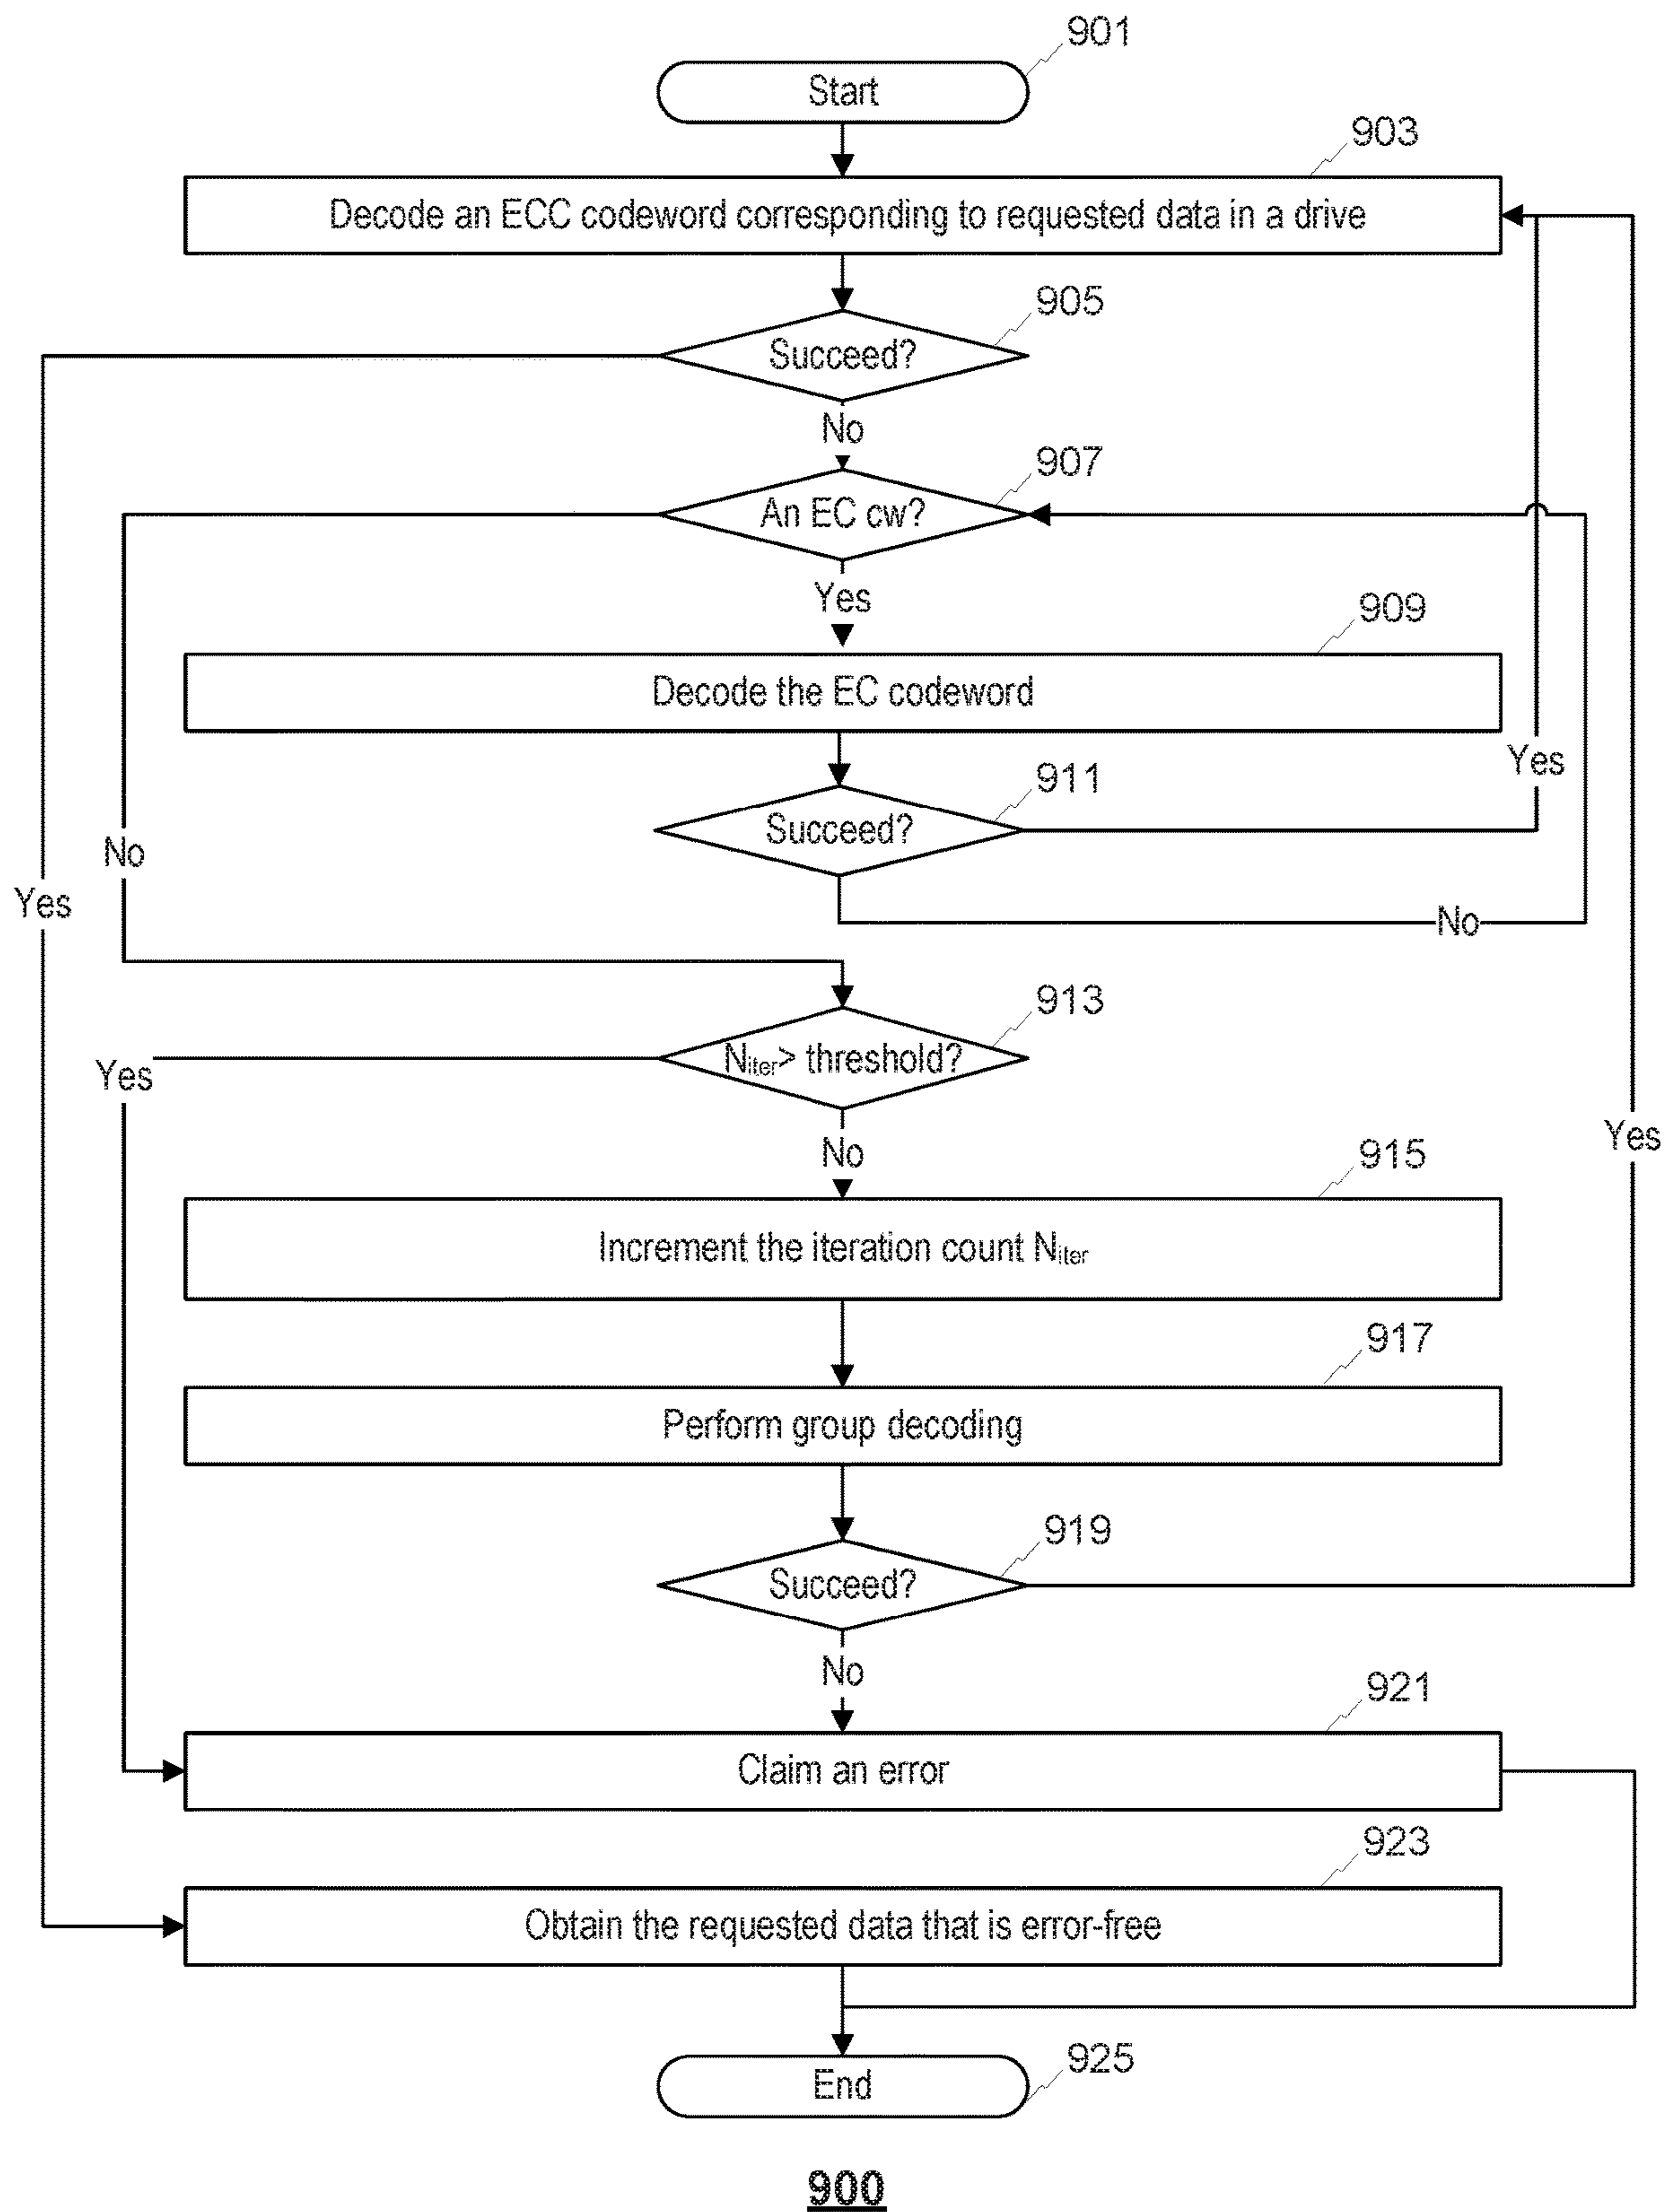 901
Start
903
Decode an ECC codeword corresponding to requested data in a drive
905
Succeed?
No
907
An EC cw?
Yes
909
Decode the EC codeword
Yes
911
Succeed?
No
Yes
No
913
N_iter > threshold?
Yes
No
Yes
915
Increment the iteration count N_iter
917
Perform group decoding
919
Succeed?
No
921
Claim an error
923
Obtain the requested data that is error-free
925
End
900